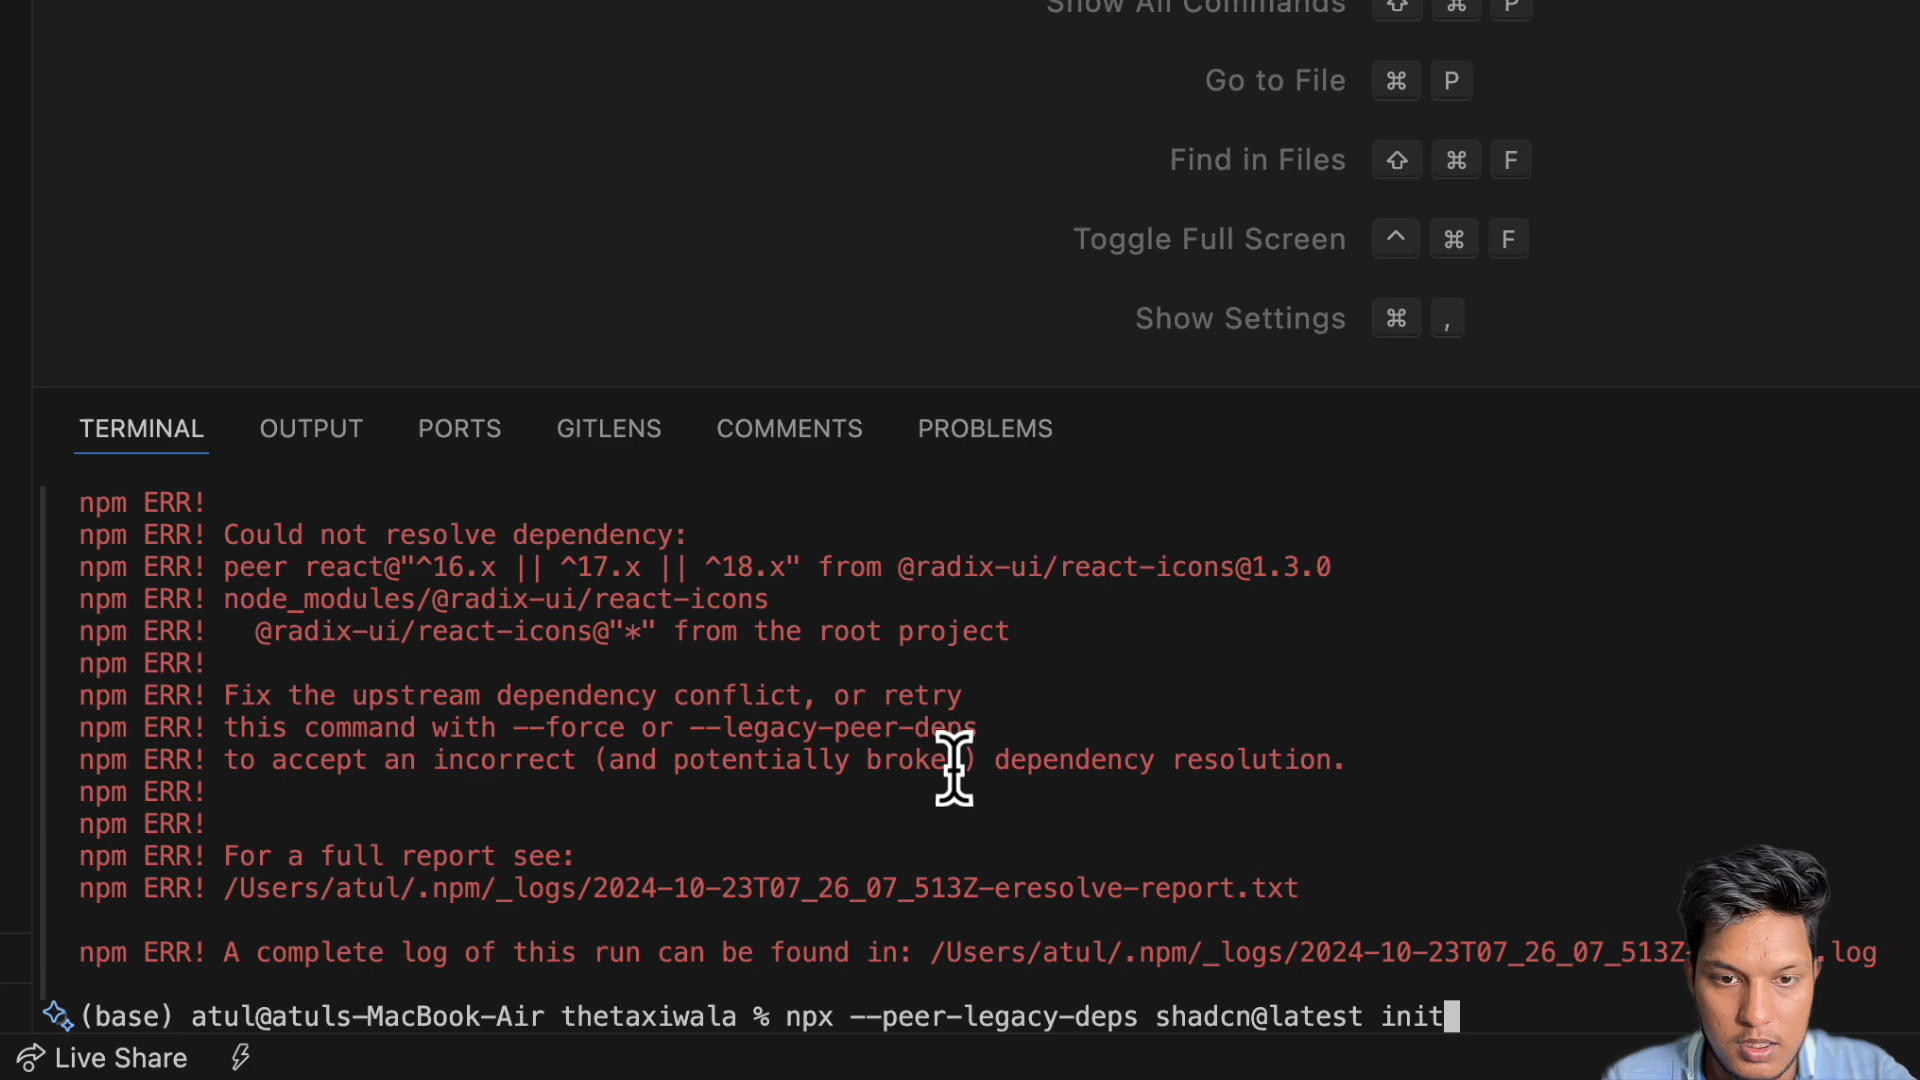 Show All Commands ⇧ ⌘ P
Go to File ⌘ P
Find in Files ⇧ ⌘ F
Toggle Full Screen ^ ⌘ F
Show Settings ⌘ ,
TERMINAL OUTPUT PORTS GITLENS COMMENTS PROBLEMS
npm ERR!
npm ERR! Could not resolve dependency:
npm ERR! peer react@"^16.x || ^17.x || ^18.x" from @radix-ui/react-icons@1.3.0
npm ERR! node_modules/@radix-ui/react-icons
npm ERR!   @radix-ui/react-icons@"*" from the root project
npm ERR!
npm ERR! Fix the upstream dependency conflict, or retry
npm ERR! this command with --force or --legacy-peer-deps
npm ERR! to accept an incorrect (and potentially broken) dependency resolution.
npm ERR!
npm ERR!
npm ERR! For a full report see:
npm ERR! /Users/atul/.npm/_logs/2024-10-23T07_26_07_513Z-eresolve-report.txt
npm ERR! A complete log of this run can be found in: /Users/atul/.npm/_logs/2024-10-23T07_26_07_513Z- .log
(base) atul@atuls-MacBook-Air thetaxiwala % npx --peer-legacy-deps shadcn@latest init
Live Share